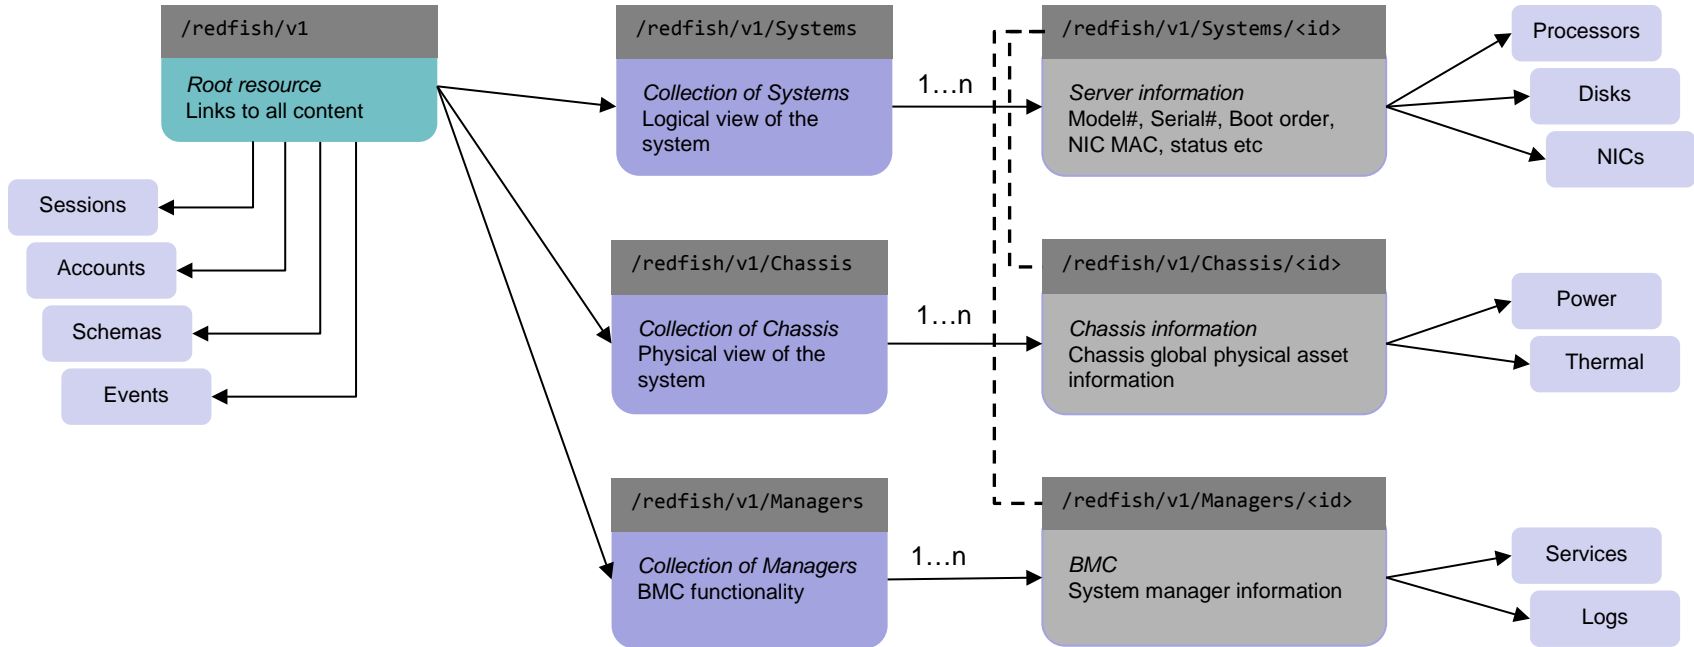 /redfish/v1
Root resource
Links to all content
Sessions
Accounts
Schemas
Events
/redfish/v1/Systems
Collection of Systems
Logical view of the
system
1…n
/redfish/v1/Systems/<id>
Server information
Model#, Serial#, Boot order,
NIC MAC, status etc
Processors
Disks
NICs
/redfish/v1/Chassis
Collection of Chassis
Physical view of the
system
1…n
/redfish/v1/Chassis/<id>
Chassis information
Chassis global physical asset
information
Power
Thermal
/redfish/v1/Managers
Collection of Managers
BMC functionality
1…n
/redfish/v1/Managers/<id>
BMC
System manager information
Services
Logs